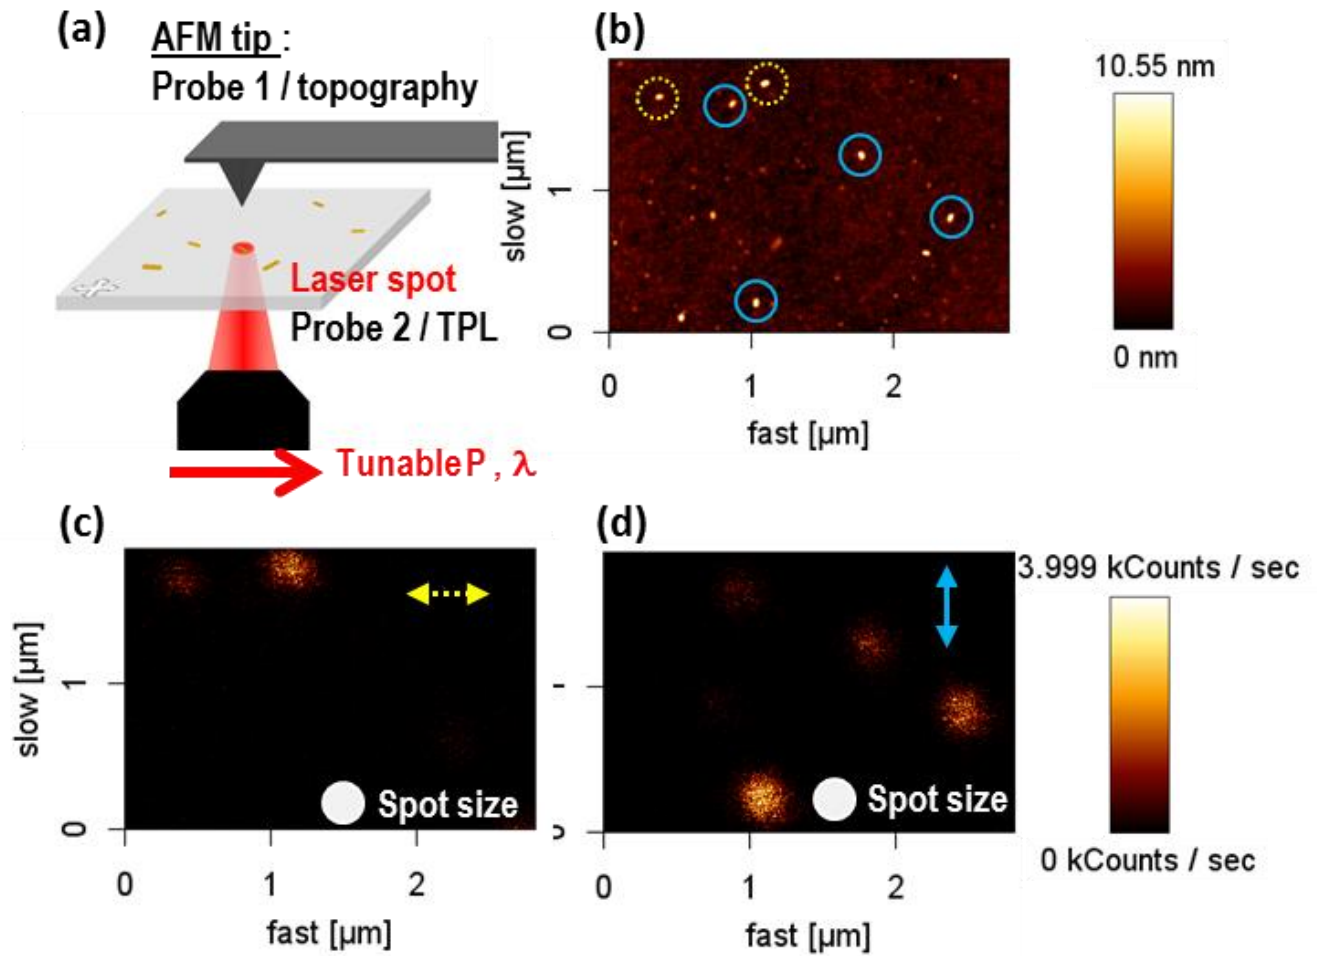 (a)
AFM tip :
Probe 1 / topography
Laser spot
Probe 2 / TPL
Tunable P , λ
(b)
slow [µm]
1
0
0 1 2
fast [µm]
10.55 nm
0 nm
(c)
slow [µm]
1
0
Spot size
0 1 2
fast [µm]
(d)
Spot size
0 1 2
fast [µm]
3.999 kCounts / sec
0 kCounts / sec